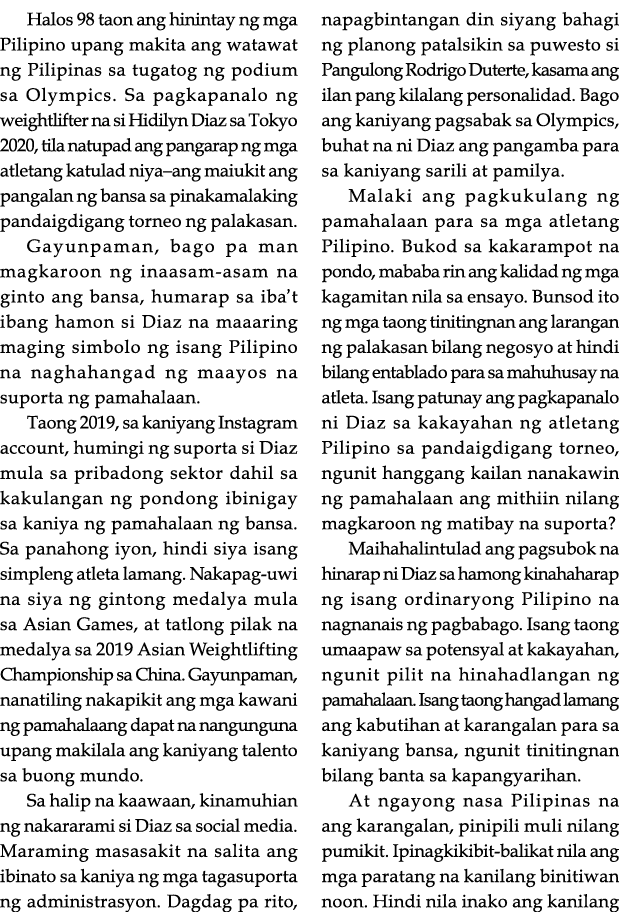 Halos 98 taon ang hinintay ng mga
Pilipino upang makita ang watawat
ng Pilipinas sa tugatog ng podium
sa Olympics. Sa pagkapanalo ng
weightlifter na si Hidilyn Diaz sa Tokyo
2020, tila natupad ang pangarap ng mga
atletang katulad niya–ang maiukit ang
pangalan ng bansa sa pinakamalaking
pandaigdigang torneo ng palakasan.
Gayunpaman, bago pa man
magkaroon ng inaasam-asam na
ginto ang bansa, humarap sa iba't
ibang hamon si Diaz na maaaring
maging simbolo ng isang Pilipino
na naghahangad ng maayos na
suporta ng pamahalaan.
Taong 2019, sa kaniyang Instagram
account, humingi ng suporta si Diaz
mula sa pribadong sektor dahil sa
kakulangan ng pondong ibinigay
sa kaniya ng pamahalaan ng bansa.
Sa panahong iyon, hindi siya isang
simpleng atleta lamang. Nakapag-uwi
na siya ng gintong medalya mula
sa Asian Games, at tatlong pilak na
medalya sa 2019 Asian Weightlifting
Championship sa China. Gayunpaman,
nanatiling nakapikit ang mga kawani
ng pamahalaang dapat na nangunguna
upang makilala ang kaniyang talento
sa buong mundo.
Sa halip na kaawaan, kinamuhian
ng nakararami si Diaz sa social media.
Maraming masasakit na salita ang
ibinato sa kaniya ng mga tagasuporta
ng administrasyon. Dagdag pa rito,
napagbintangan din siyang bahagi
ng planong patalsikin sa puwesto si
Pangulong Rodrigo Duterte, kasama ang
ilan pang kilalang personalidad. Bago
ang kaniyang pagsabak sa Olympics,
buhat na ni Diaz ang pangamba para
sa kaniyang sarili at pamilya.
Malaki ang pagkukulang ng
pamahalaan para sa mga atletang
Pilipino. Bukod sa kakarampot na
pondo, mababa rin ang kalidad ng mga
kagamitan nila sa ensayo. Bunsod ito
ng mga taong tinitingnan ang larangan
ng palakasan bilang negosyo at hindi
bilang entablado para sa mahuhusay na
atleta. Isang patunay ang pagkapanalo
ni Diaz sa kakayahan ng atletang
Pilipino sa pandaigdigang torneo,
ngunit hanggang kailan nanakawin
ng pamahalaan ang mithiin nilang
magkaroon ng matibay na suporta?
Maihahalintulad ang pagsubok na
hinarap ni Diaz sa hamong kinahaharap
ng isang ordinaryong Pilipino na
nagnanais ng pagbabago. Isang taong
umaapaw sa potensyal at kakayahan,
ngunit pilit na hinahadlangan ng
pamahalaan. Isang taong hangad lamang
ang kabutihan at karangalan para sa
kaniyang bansa, ngunit tinitingnan
bilang banta sa kapangyarihan.
At ngayong nasa Pilipinas na
ang karangalan, pinipili muli nilang
pumikit. Ipinagkikibit-balikat nila ang
mga paratang na kanilang binitiwan
noon. Hindi nila inako ang kanilang